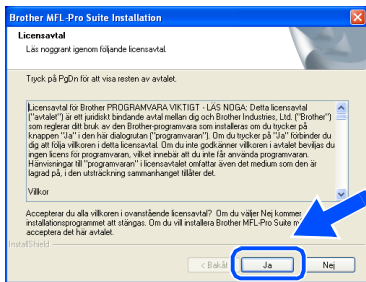 Brother MFL-Pro Suite Installation
Licensavtal
Läs noggrant igenom följande licensavtal.
Tryck på PgDn för att visa resten av avtalet.
Licensavtal för Brother PROGRAMVARA VIKTIGT - LÄS NOGA: Detta licensavtal
("avtalet") är ett juridiskt bindande avtal mellan dig och Brother Industries, Ltd. ("Brother")
som reglerar ditt bruk av den Brother-programvara som installeras om du trycker på
knappen "Ja" i den här dialogrutan ("programvaran"). Om du trycker på "Ja" förbinder du
dig att följa villkoren i detta licensavtal. Om du inte godkänner villkoren i avtalet beviljas du
ingen licens för programvaran, vilket innebär att du inte får använda programvaran.
Hänvisningar till "programvaran" i licensavtalet omfattar även det medium som den är
lagrad på, i den utsträckning sammanhanget tillåter det.
Villkor
Accepterar du alla villkoren i ovanstående licensavtal? Om du väljer Nej kommer
installationsprogrammet att stängas. Om du vill installera Brother MFL-Pro Suite
acceptera det här avtalet.
InstallShield
< Bakåt
Ja
Nej